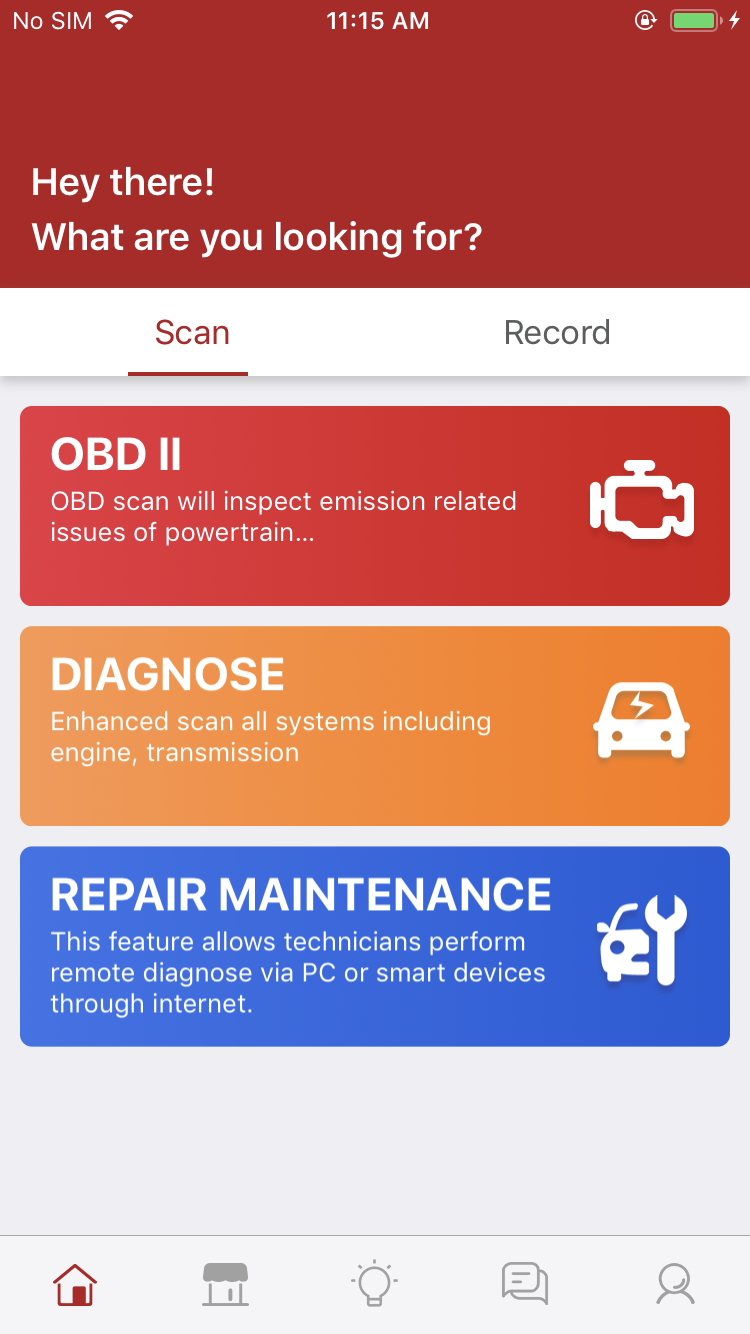 No SIM 11:15 AM
Hey there!
What are you looking for?
Scan Record
OBD II
OBD scan will inspect emission related
issues of powertrain...
DIAGNOSE
Enhanced scan all systems including
engine, transmission
REPAIR MAINTENANCE
This feature allows technicians perform
remote diagnose via PC or smart devices
through internet.